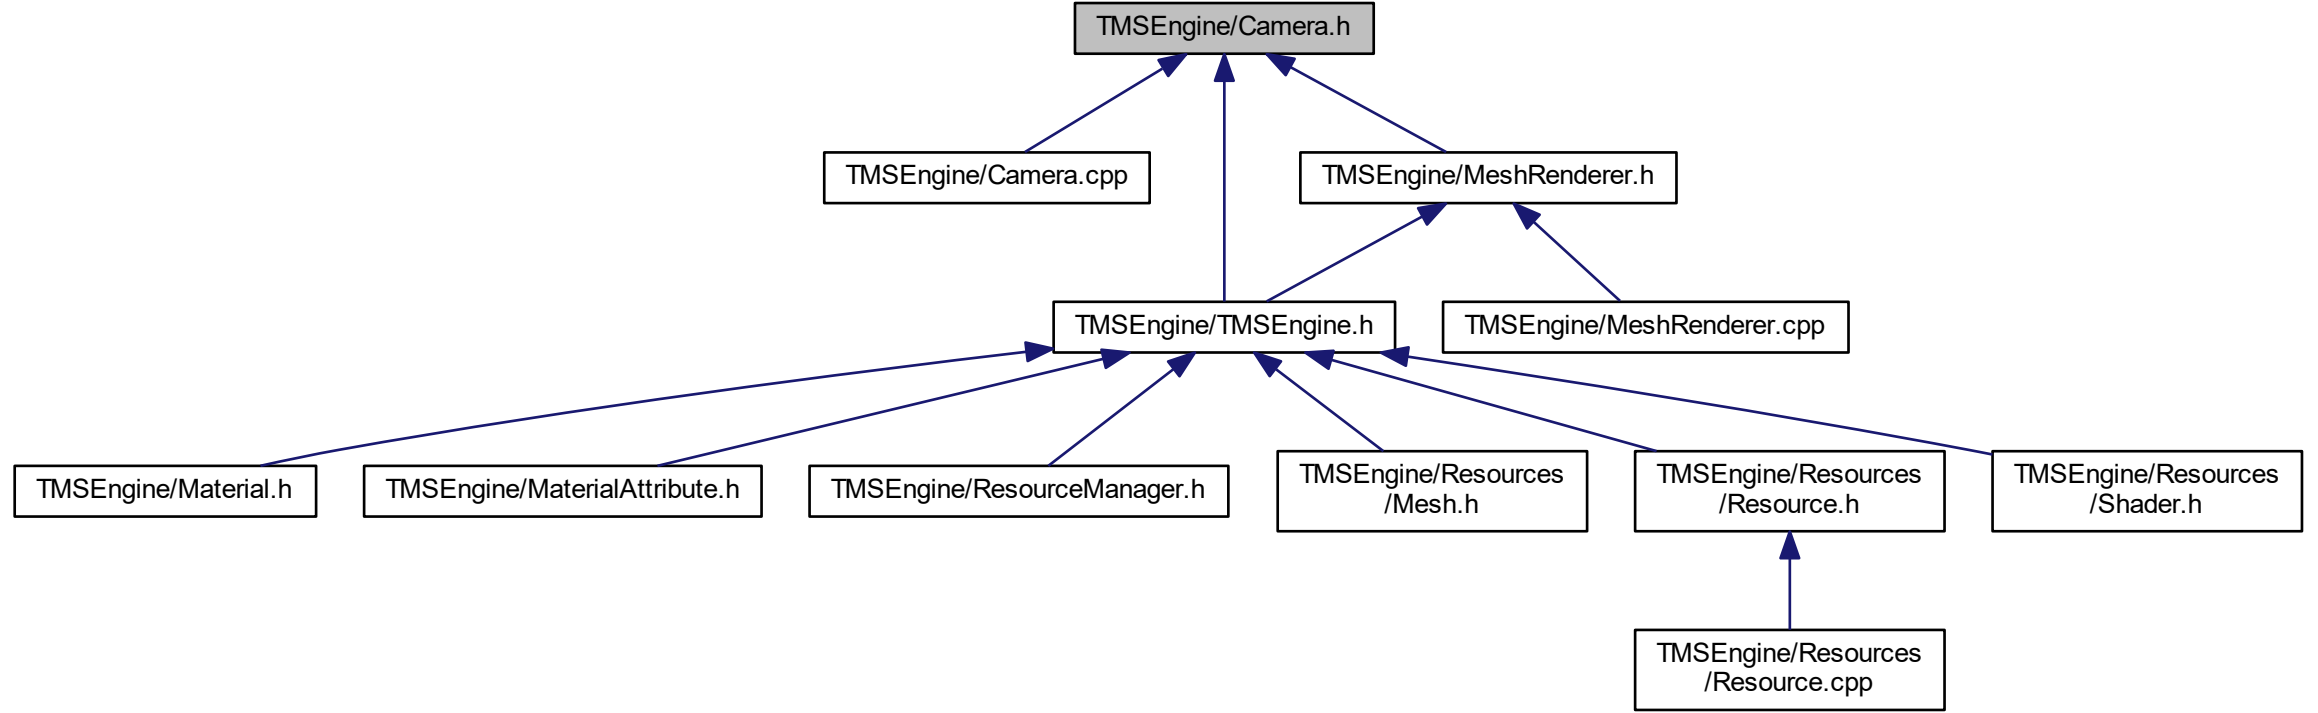 TMSEngine/Camera.h
TMSEngine/Camera.cpp
TMSEngine/MeshRenderer.h
TMSEngine/TMSEngine.h
TMSEngine/MeshRenderer.cpp
TMSEngine/Material.h
TMSEngine/MaterialAttribute.h
TMSEngine/ResourceManager.h
TMSEngine/Resources
/Mesh.h
TMSEngine/Resources
/Resource.h
TMSEngine/Resources
/Shader.h
TMSEngine/Resources
/Resource.cpp